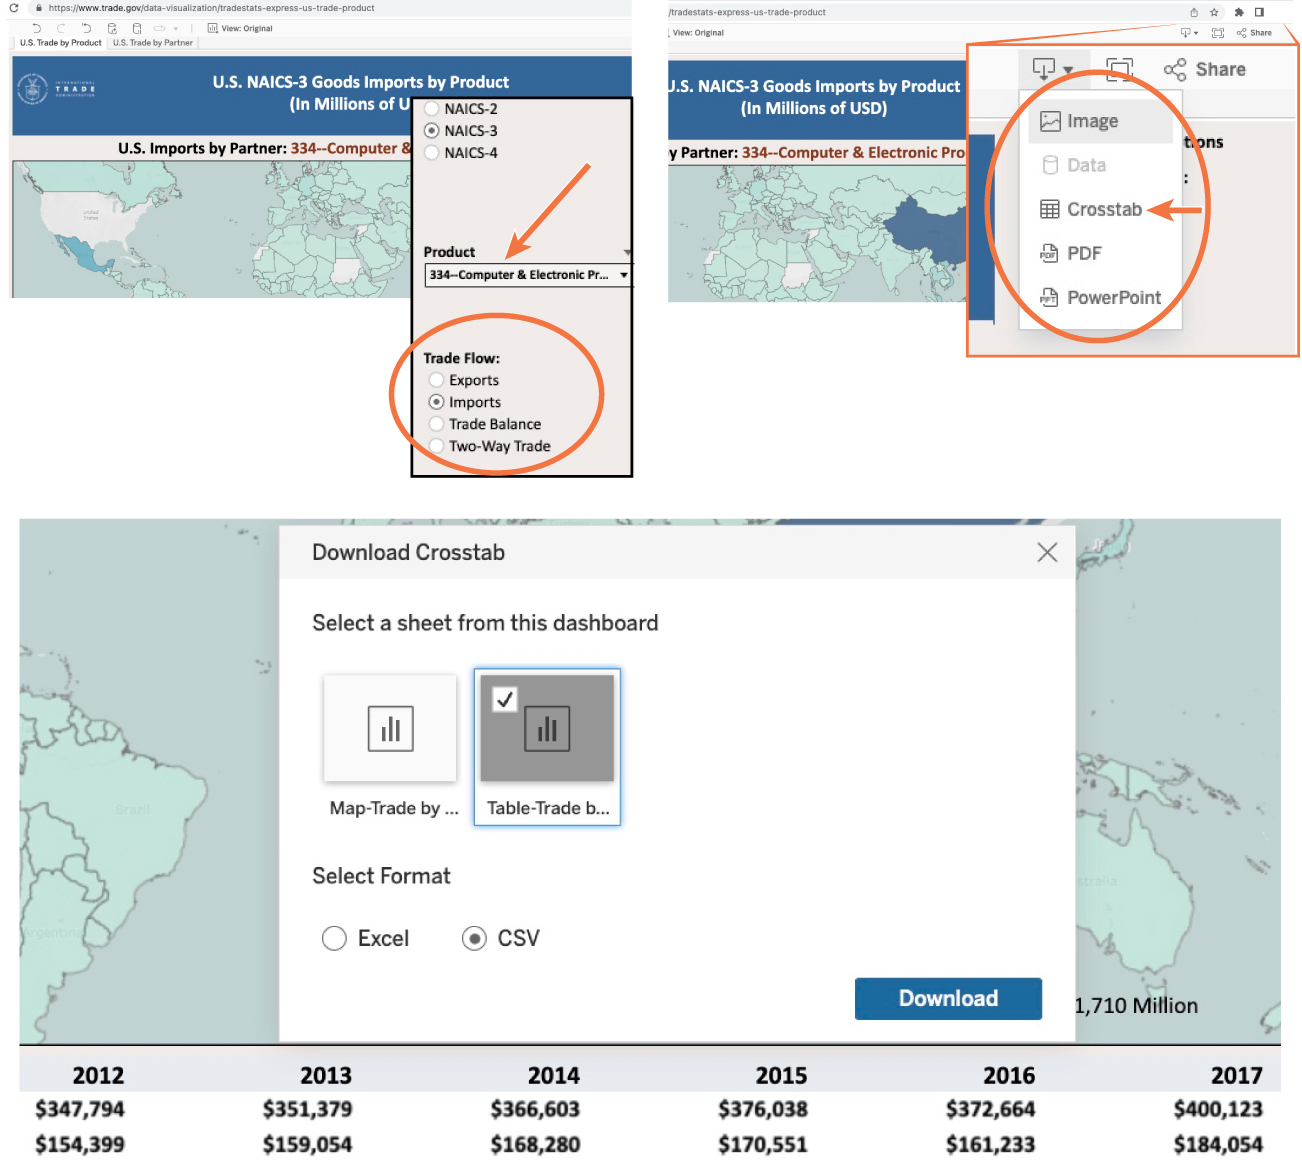 https://www.trade.gov/data-visualization/tradestats-express-us-trade-product
View: Original
U.S. Trade by Product
U.S. Trade by Partner
INTERNATIONAL
TRADE
ADMINISTRATION
U.S. NAICS-3 Goods Imports by Product
(In Millions of U
U.S. Imports by Partner: 334--Computer &
United
States
NAICS-2
NAICS-3
NAICS-4
Product
334--Computer & Electronic Pr...
Trade Flow:
Exports
Imports
Trade Balance
Two-Way Trade
/tradestats-express-us-trade-product
View: Original
Share
U.S. NAICS-3 Goods Imports by Product
(In Millions of USD)
y Partner: 334--Computer & Electronic Pro
Share
Image
tions
Data
:
Crosstab
PDF
PDF
PPT
PowerPoint
Download Crosstab
Select a sheet from this dashboard
Map-Trade by ...
Table-Trade b...
Select Format
Excel
CSV
Download
Brazil
Argentina
stralia
1,710 Million
2012 2013 2014 2015 2016 2017
$347,794 $351,379 $366,603 $376,038 $372,664 $400,123
$154,399 $159,054 $168,280 $170,551 $161,233 $184,054